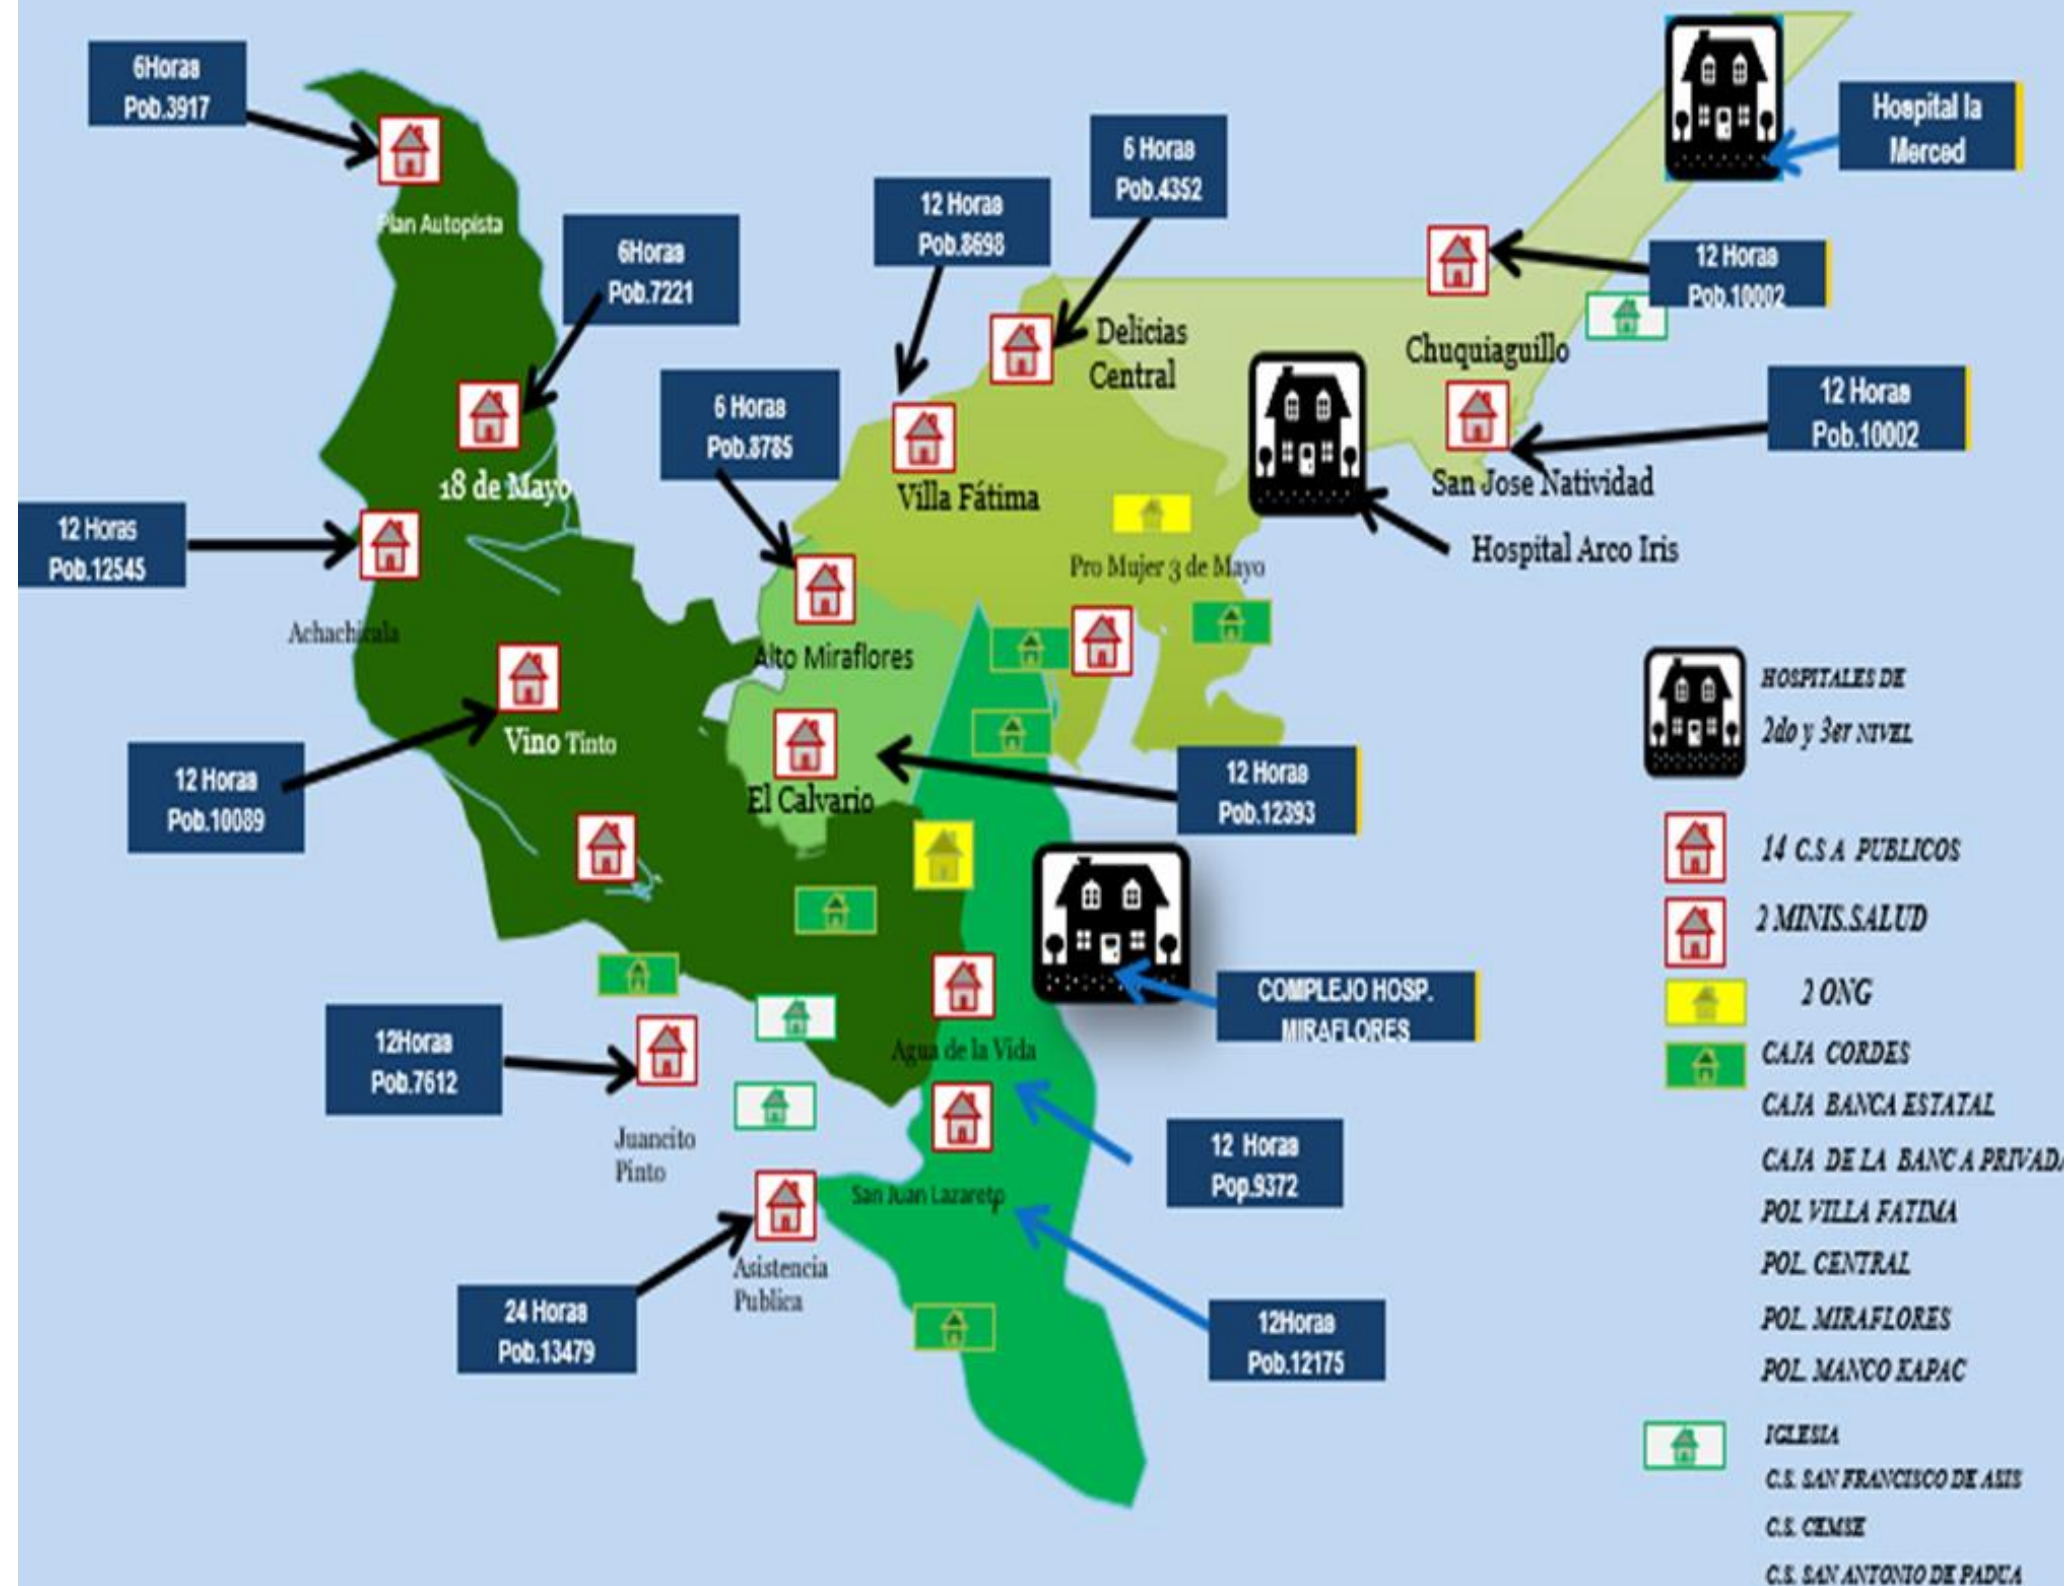 6Horas
Pob.3917
Plan Autopista
6Horas
Pob.7221
18 de Mayo
12 Horas
Pob.12545
Achachicala
12 Horas
Pob.10089
Vino Tinto
6 Horas
Pob.8785
Alto Miraflores
12 Horas
Pob.8698
Villa Fátima
6 Horas
Pob.4352
Delicias
Central
Hospital la
Merced
12 Horas
Pob.10002
Chuquiaguillo
12 Horas
Pob.10002
San Jose Natividad
Hospital Arco Iris
Pro Mujer 3 de Mayo
El Calvario
12 Horas
Pob.12393
COMPLEJO HOSP.
MIRAFLORES
Agua de la Vida
12 Horas
Pop.9372
12Horas
Pob.7612
Juancito
Pinto
San Juan Lazareto
12Horas
Pob.12175
Asistencia
Publica
24 Horas
Pob.13479
HOSPITALES DE
2do y 3er NIVEL
14 C.S A PUBLICOS
2 MINIS.SALUD
2 ONG
CAJA CORDES
CAJA BANCA ESTATAL
CAJA DE LA BANC A PRIVADA
POL VILLA FATIMA
POL. CENTRAL
POL. MIRAFLORES
POL. MANCO KAPAC
IGLESIA
C.S. SAN FRANCISCO DE ASIS
C.S. CEMSE
C.S. SAN ANTONIO DE PADUA